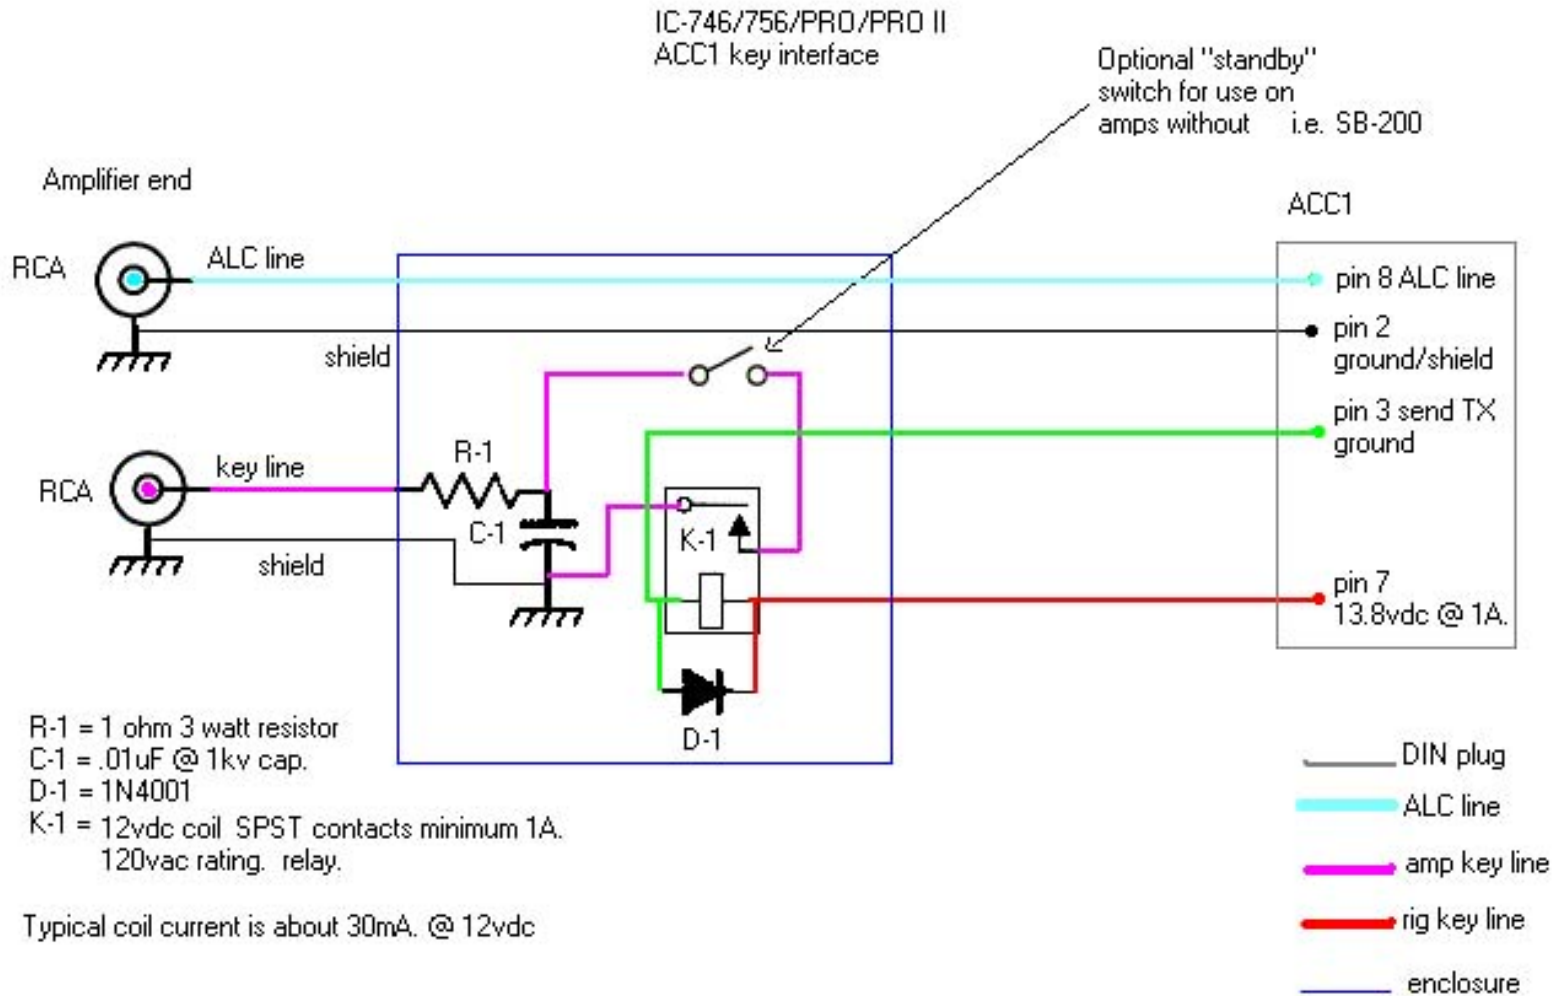 IC-746/756/PRO/PRO II
ACC1 key interface
Optional "standby"
switch for use on
amps without i.e. SB-200
Amplifier end
ACC1
RCA
ALC line
pin 8 ALC line
pin 2
ground/shield
shield
pin 3 send TX
ground
R-1
key line
RCA
C-1
K-1
shield
pin 7
13.8vdc @ 1A.
D-1
R-1 = 1 ohm 3 watt resistor
C-1 = .01uF @ 1kv cap.
D-1 = 1N4001
K-1 = 12vdc coil SPST contacts minimum 1A.
120vac rating. relay.
Typical coil current is about 30mA. @ 12vdc
DIN plug
ALC line
amp key line
rig key line
enclosure